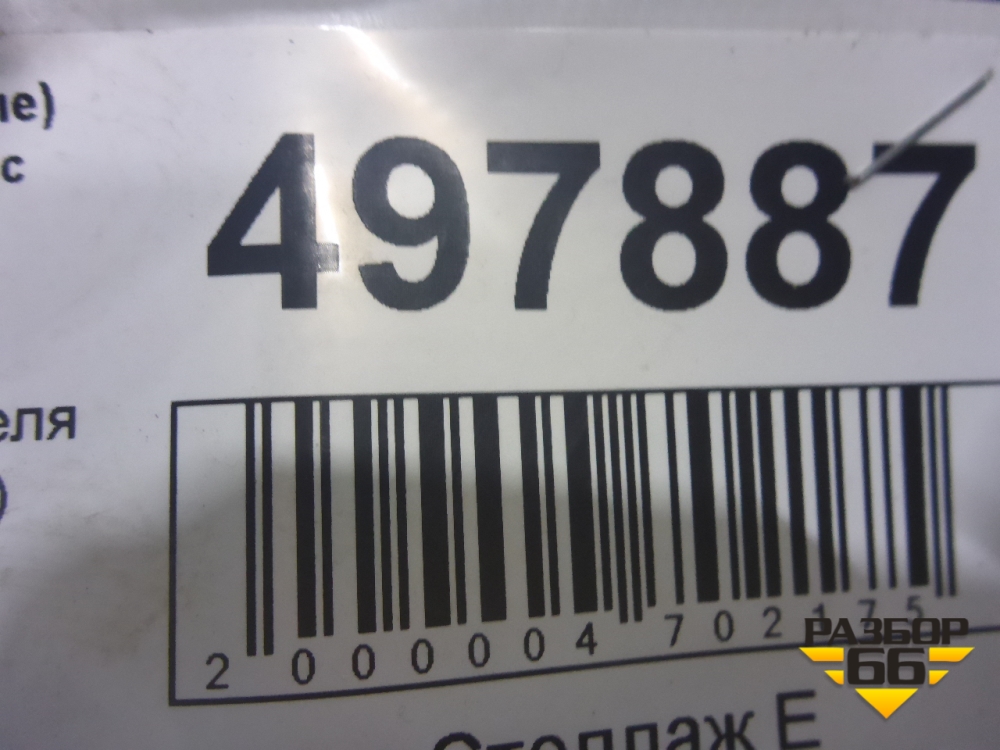 ие)
с
497887
еля
)
2 000004 702175
Стеллаж Е
РАЗБОР
66